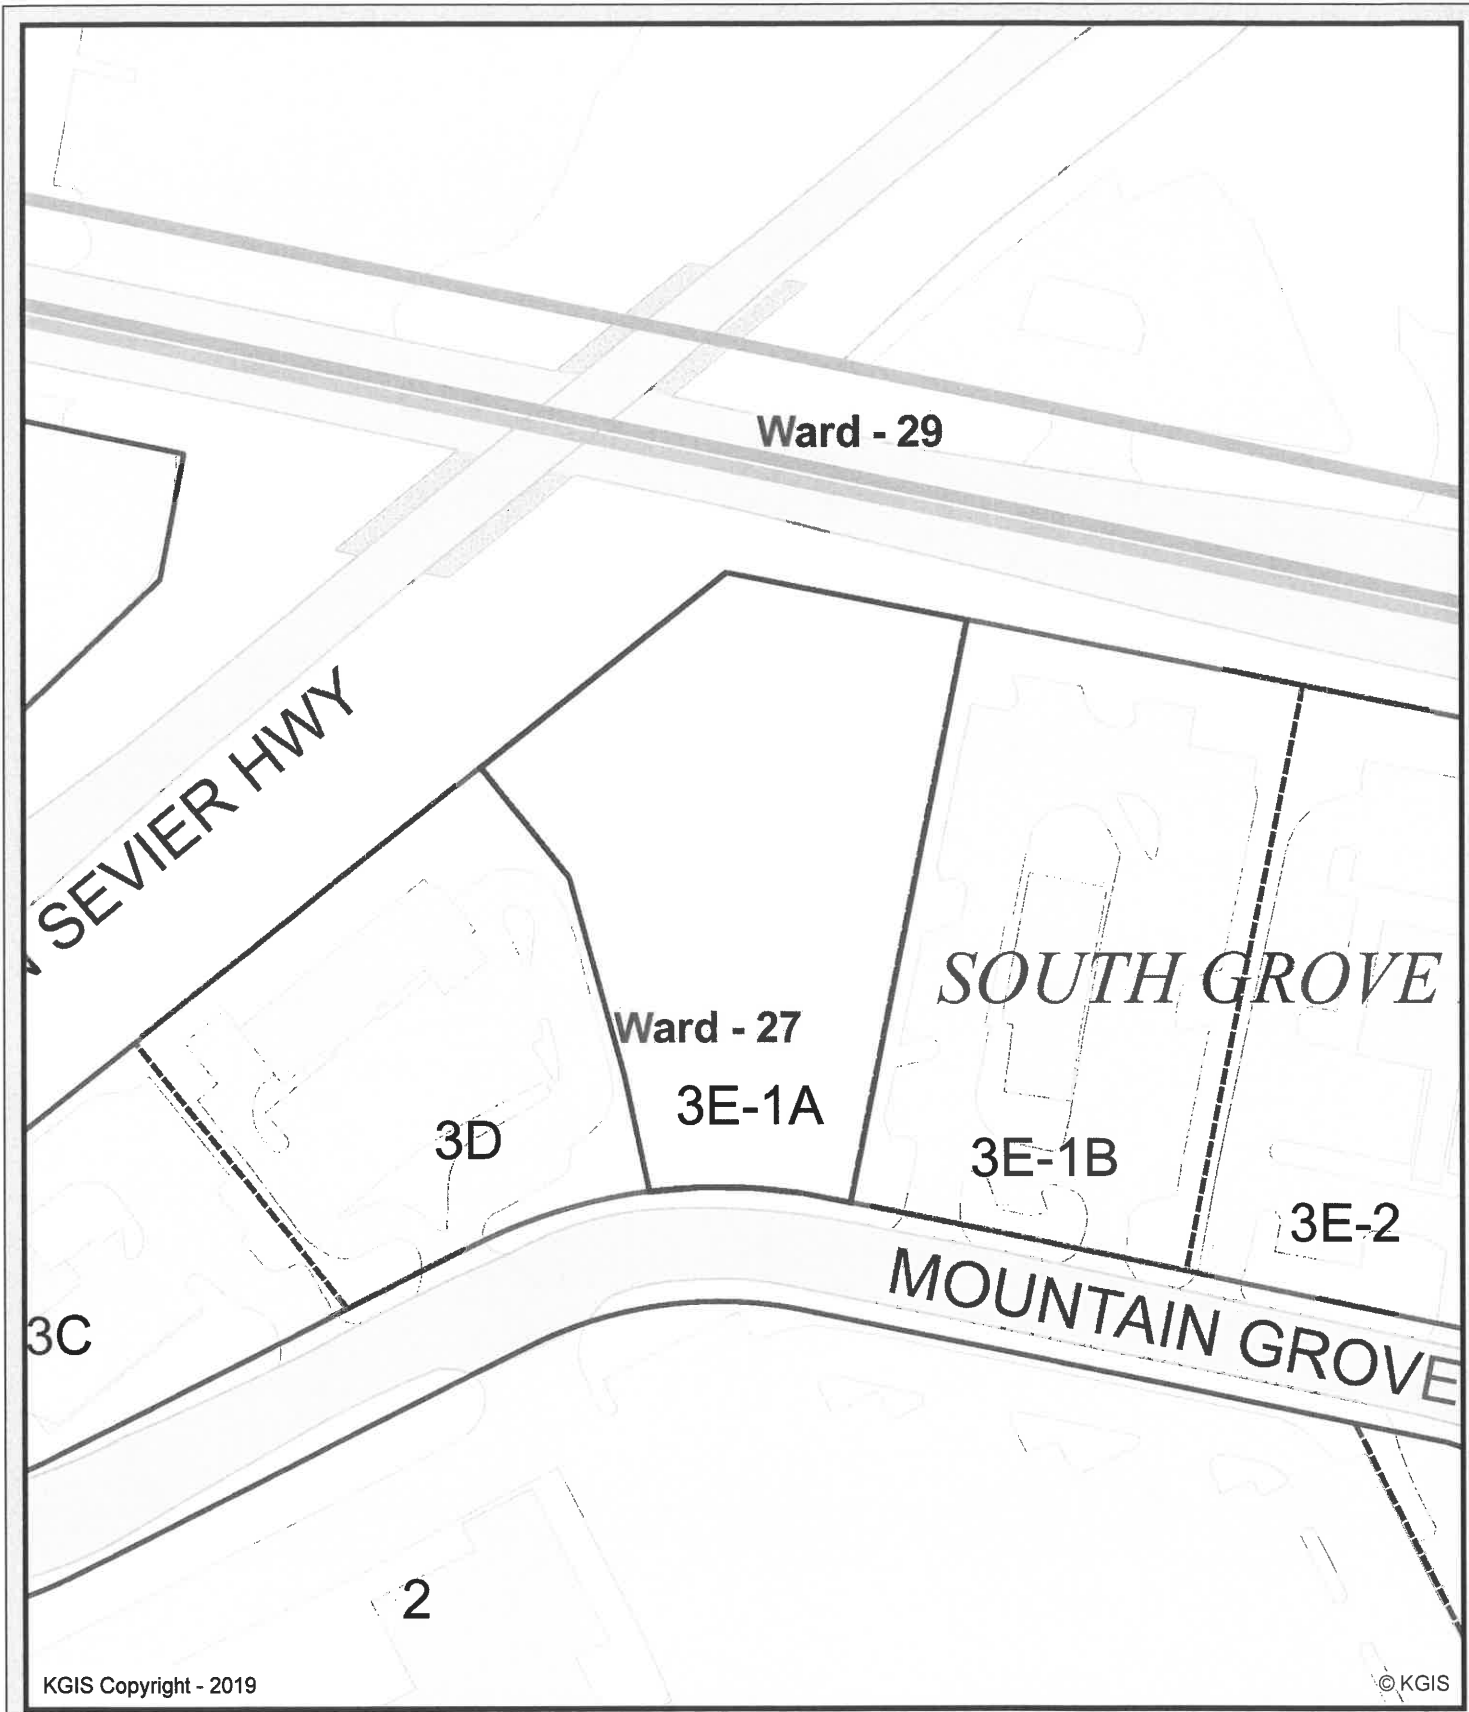 Ward - 29
SEVIER HWY
SOUTH GROVE
Ward - 27
3E-1A
3D
3E-1B
3E-2
MOUNTAIN GROVE
3C
2
KGIS Copyright - 2019
© KGIS